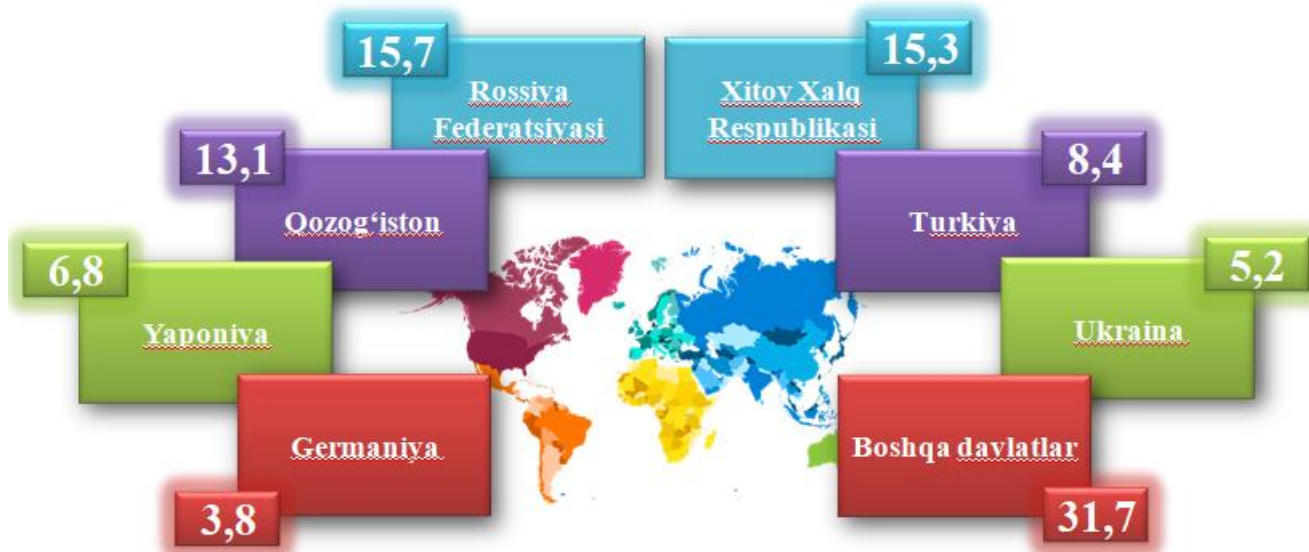 15,7
Rossiya
Federatsiyasi
15,3
Xitoy Xalq
Respublikasi
13,1
Qozog‘iston
8,4
Turkiya
6,8
Yaponiya
5,2
Ukraina
Germaniya
3,8
Boshqa davlatlar
31,7